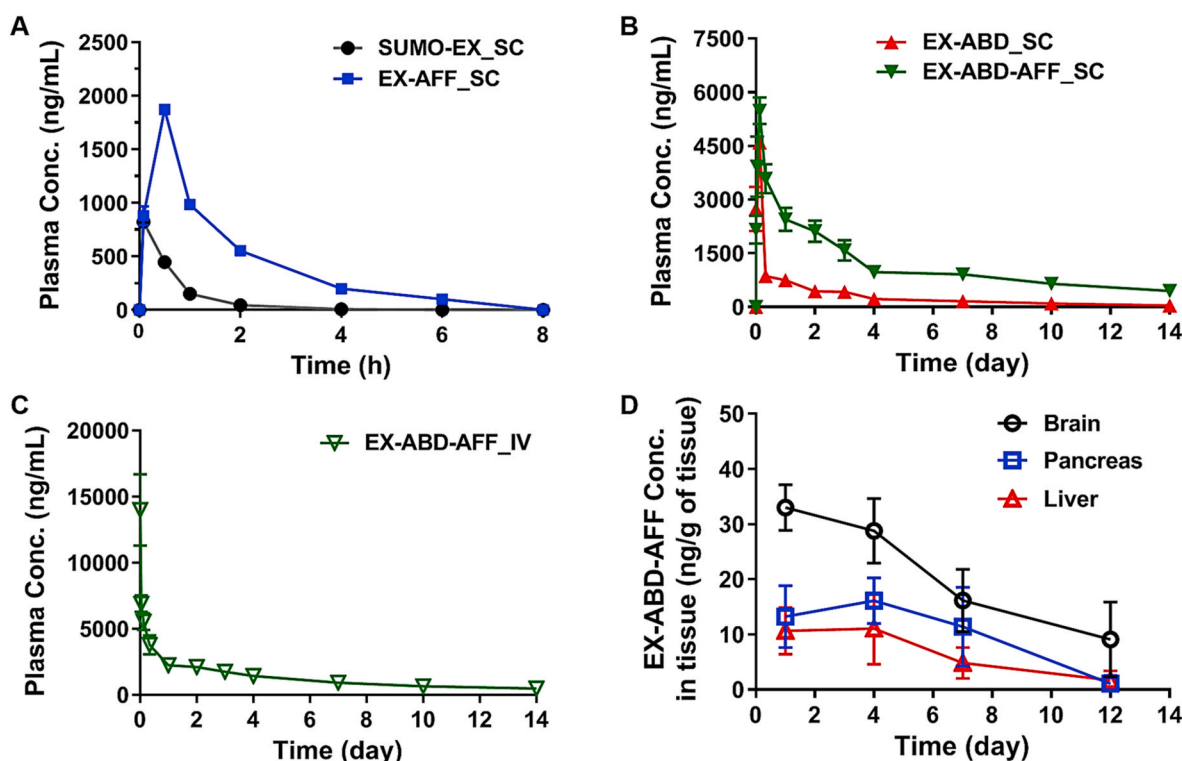 A
Plasma Conc. (ng/mL)
2500
2000
1500
1000
500
0
0 2 4 6 8
Time (h)
SUMO-EX_SC
EX-AFF_SC
B
Plasma Conc. (ng/mL)
7500
6000
4500
3000
1500
0
0 2 4 6 8 10 12 14
Time (day)
EX-ABD_SC
EX-ABD-AFF_SC
C
Plasma Conc. (ng/mL)
20000
15000
10000
5000
0
0 2 4 6 8 10 12 14
Time (day)
EX-ABD-AFF_IV
D
EX-ABD-AFF Conc.
in tissue (ng/g of tissue)
50
40
30
20
10
0
0 2 4 6 8 10 12 14
Time (day)
Brain
Pancreas
Liver